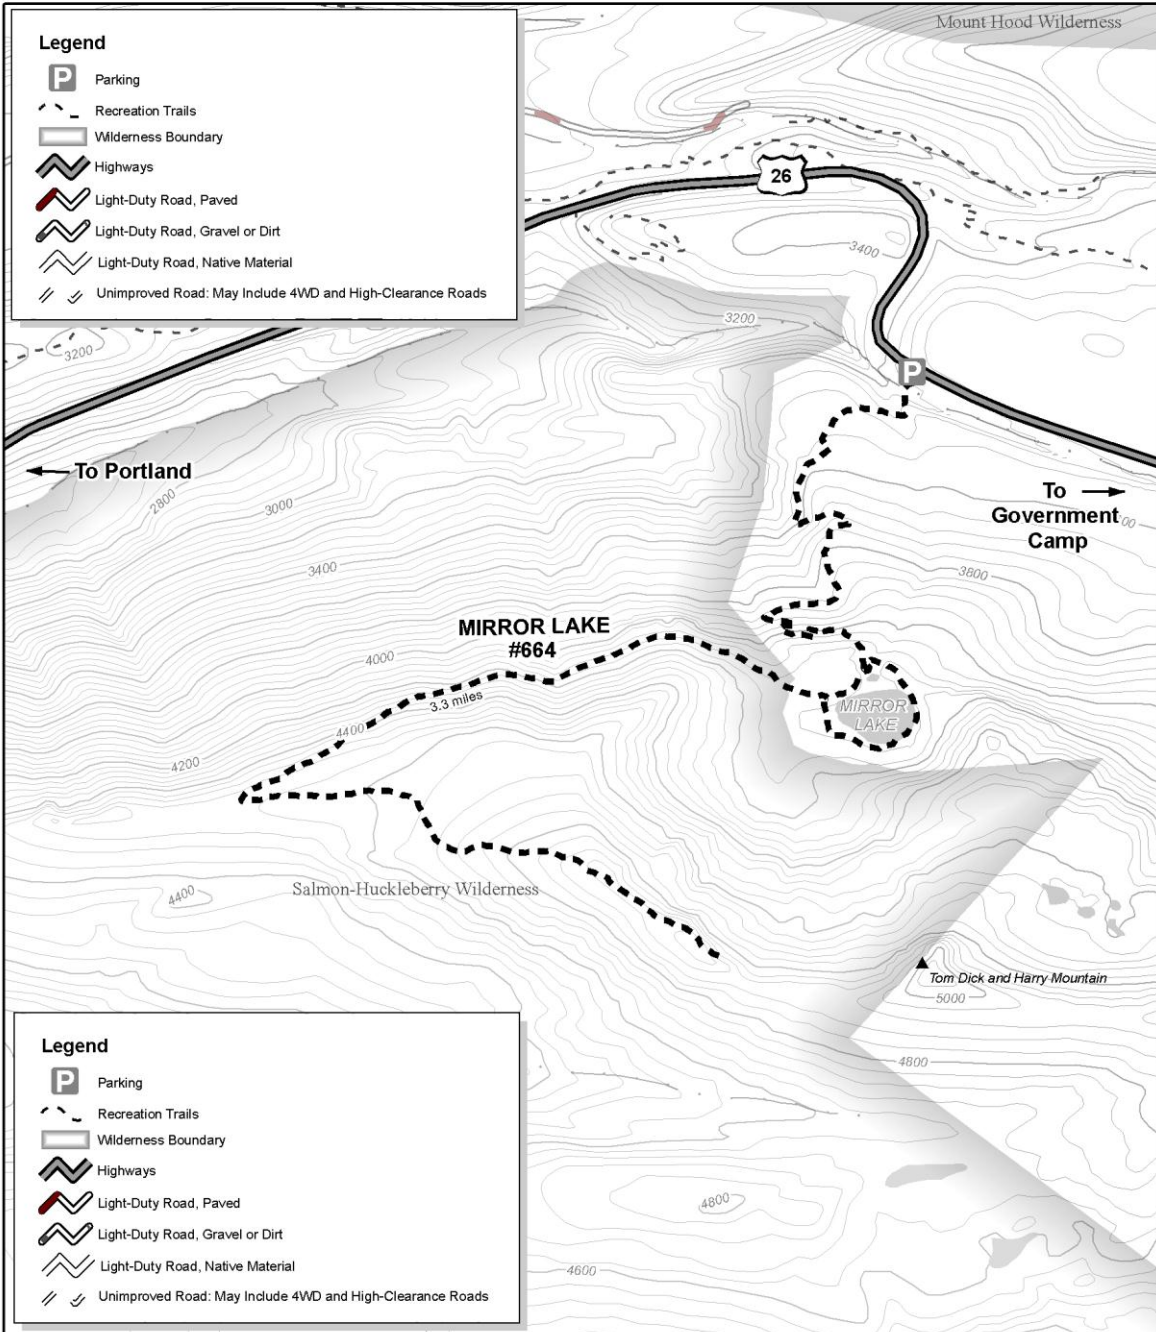 Mount Hood Wilderness
Legend
P Parking
Recreation Trails
Wilderness Boundary
Highways
Light-Duty Road, Paved
Light-Duty Road, Gravel or Dirt
Light-Duty Road, Native Material
Unimproved Road: May Include 4WD and High-Clearance Roads
26
3400
3200
3200
P
To Portland
2800
3000
To
Government
Camp
3400
3800
MIRROR LAKE
#664
4000
3.3 miles
MIRROR
LAKE
4400
4200
Salmon-Huckleberry Wilderness
4400
Tom Dick and Harry Mountain
5000
4800
4800
4600
Legend
P Parking
Recreation Trails
Wilderness Boundary
Highways
Light-Duty Road, Paved
Light-Duty Road, Gravel or Dirt
Light-Duty Road, Native Material
Unimproved Road: May Include 4WD and High-Clearance Roads